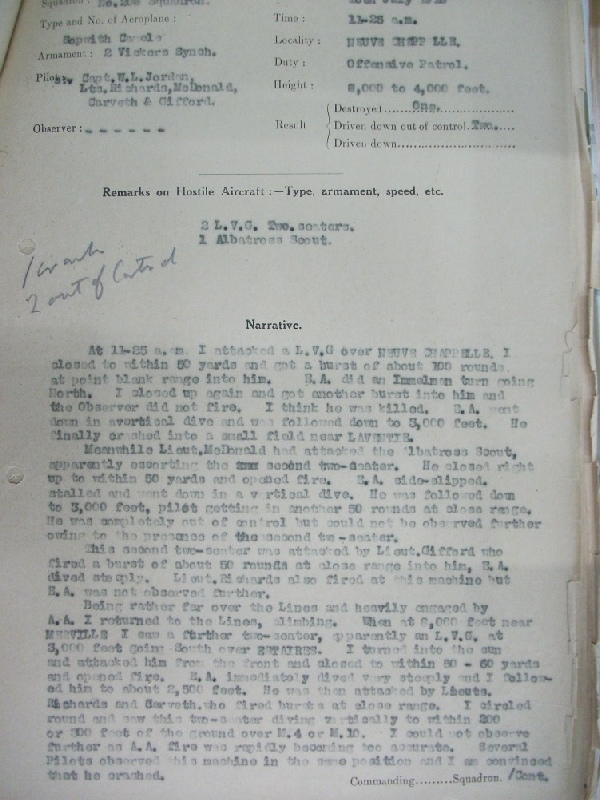 Squadron : No. 208 Squadron.
Type and No. of Aeroplane : Time : 11-25 a.m.
Sopwith Camels Locality : NEUVE CHAPPELLE.
Armament : 2 Vickers Synch. Duty : Offensive Patrol.
Pilot : Capt. W.L. Jordan, Height : 8,000 to 4,000 feet.
Lts. Richards, McDonald,
Carveth & Gifford. Destroyed One.
Observer : - - - - - - Result Driven down out of control Two.
Driven down
Remarks on Hostile Aircraft :—Type, armament, speed, etc.
2 L.V.G. Two.seaters.
1 Albatross Scout.
1 crash
2 out of Control
Narrative.
At 11-25 a.m. I attacked a L.V.G over NEUVE CHAPPELLE. I
closed to within 50 yards and got a burst of about 100 rounds
at point blank range into him. E.A. did an Immelman turn going
North. I closed up again and got another burst into him and
the Observer did not fire. I think he was killed. E.A. went
down in avertical dive and was followed down to 3,000 feet. He
finally crashed into a small field near LAVENTIE.
Meanwhile Lieut.McDonald had attacked the Albatross Scout,
apparently escorting the second two-seater. He closed right
up to within 50 yards and opened fire. E.A. side-slipped.
stalled and went down in a vertical dive. He was followed down
to 3,000 feet, pilot getting in another 50 rounds at close range.
He was completely out of control but could not be observed further
owing to the presence of the second two-seater.
This second two-seater was attacked by Lieut.Gifford who
fired a burst of about 50 rounds at close range into him, E.A.
dived steeply. Lieut.Richards also fired at this machine but
E.A. was not observed further.
Being rather far over the Lines and heavily engaged by
A.A. I returned to the Lines, climbing. When at 8,000 feet near
MERVILLE I saw a further two-seater, apparently an L.V.G. at
3,000 feet going South over ESTAIRES. I turned into the sun
and attacked him from the front and closed to within 50 - 60 yards
and opened fire. E.A. immediately dived very steeply and I follow-
ed him to about 2,500 feet. He was then attacked by Lieuts.
Richards and Carveth.who fired bursts at close range. I circled
round and saw this two-seater diving vertically to within 200
or 300 feet of the ground over M.4 or M.10. I could not observe
further as A.A. fire was rapidly becoming too accurate. Several
Pilots observed this machine in the same position and I am convinced
that he crashed.
Commanding.........Squadron. /Cont.